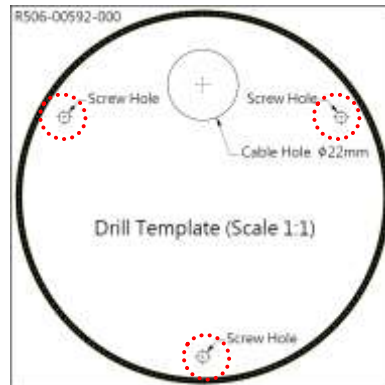 R506-00592-000
Screw Hole
Screw Hole
Cable Hole Φ22mm
Drill Template (Scale 1:1)
Screw Hole